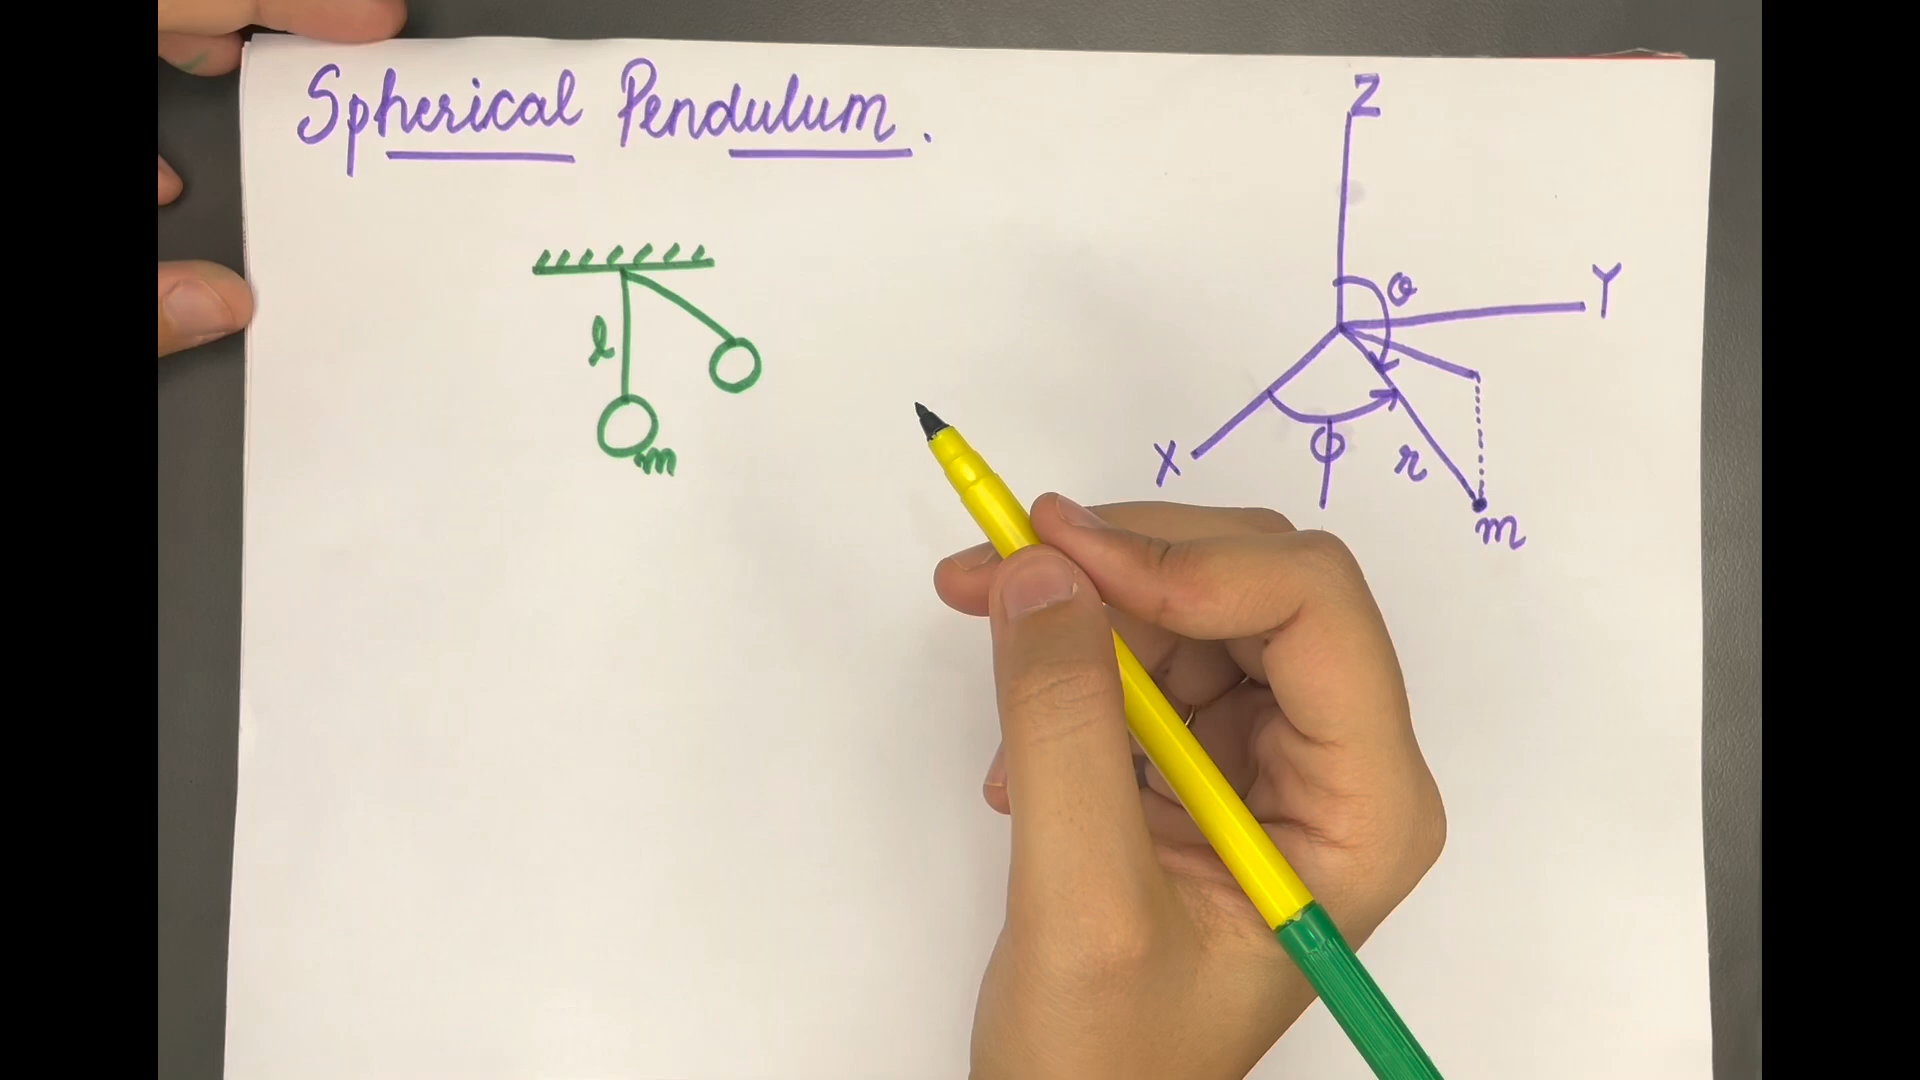 Spherical Pendulum.
Z
Y
θ
l
m
X
ϕ
r
m